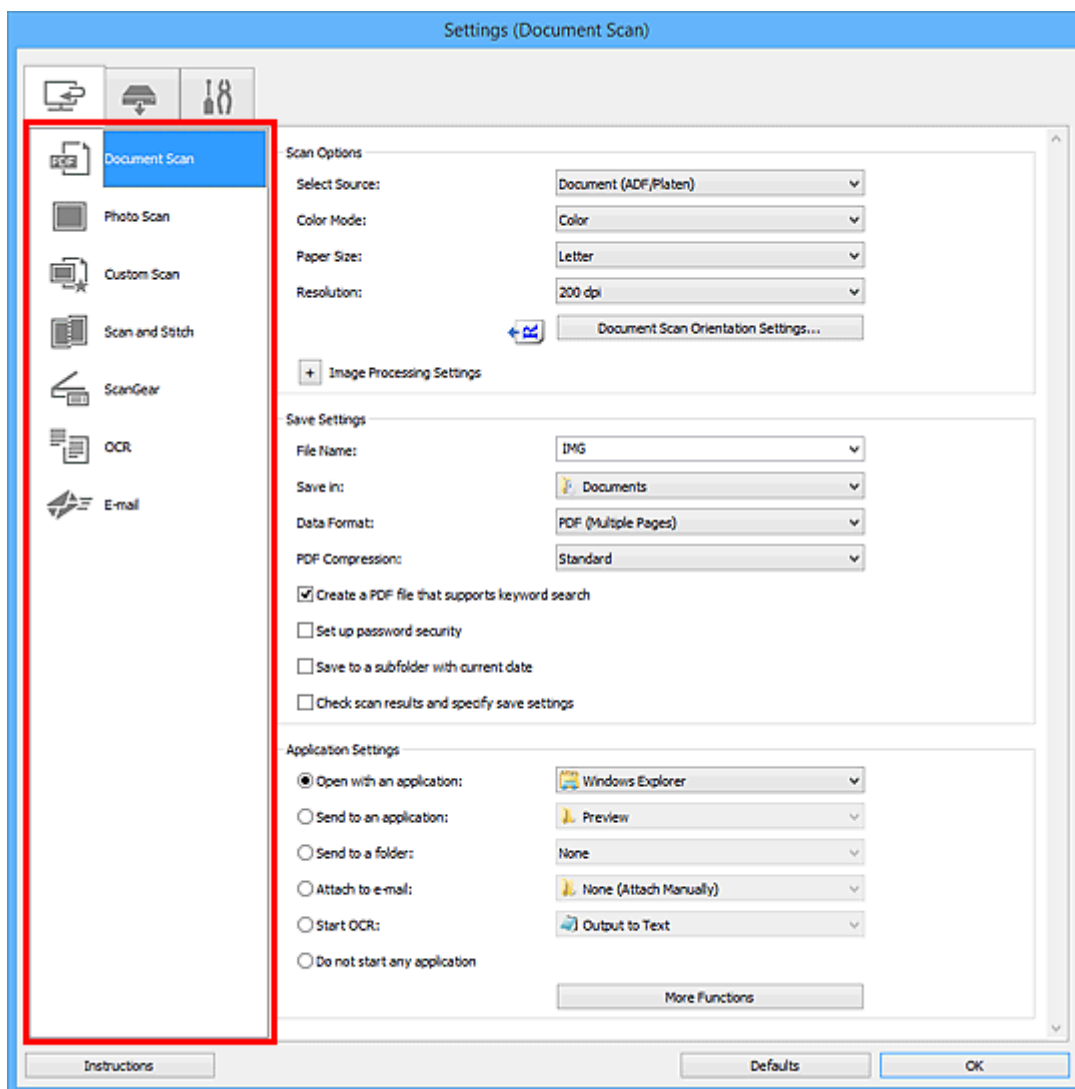 Settings (Document Scan)
PDF Document Scan
Photo Scan
Custom Scan
Scan and Stitch
ScanGear
OCR
E-mail
Scan Options
Select Source: Document (ADF/Platen)
Color Mode: Color
Paper Size: Letter
Resolution: 200 dpi
R Document Scan Orientation Settings...
+ Image Processing Settings
Save Settings
File Name: IMG
Save in: Documents
Data Format: PDF (Multiple Pages)
PDF Compression: Standard
Create a PDF file that supports keyword search
Set up password security
Save to a subfolder with current date
Check scan results and specify save settings
Application Settings
Open with an application: Windows Explorer
Send to an application: Preview
Send to a folder: None
Attach to e-mail: None (Attach Manually)
Start OCR: Output to Text
Do not start any application
More Functions
Instructions Defaults OK